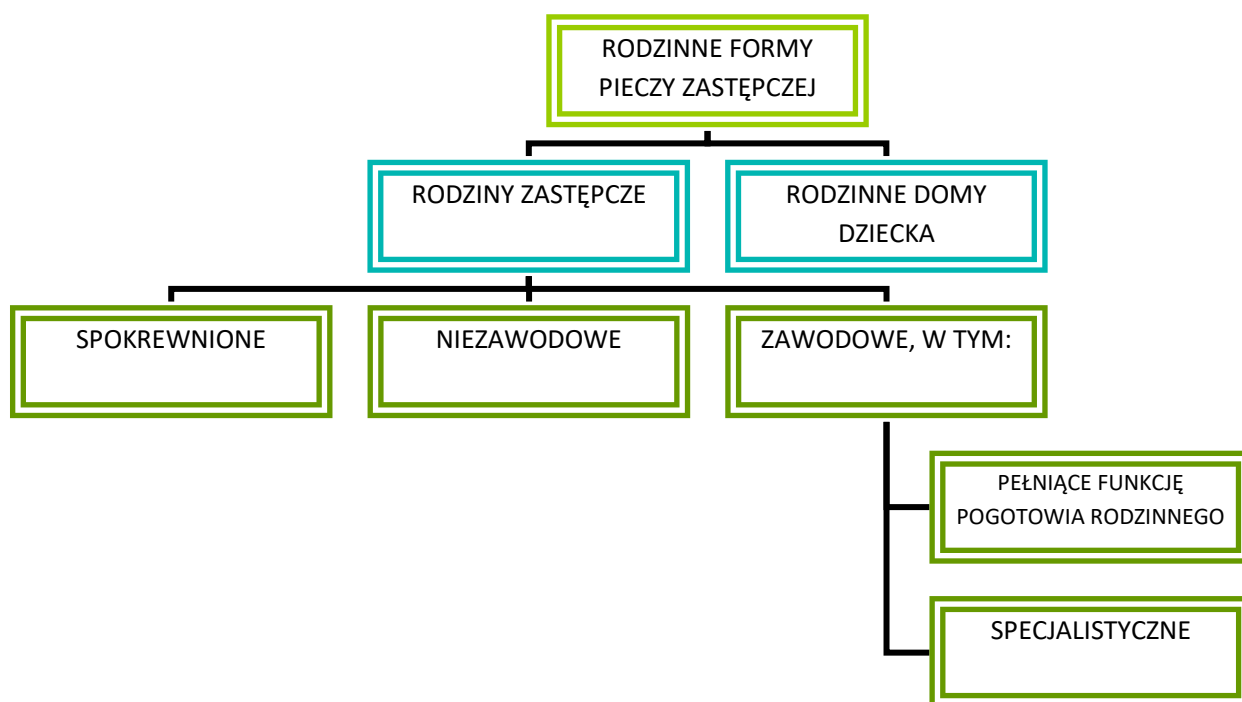 RODZINNE FORMY
PIECZY ZASTĘPCZEJ
RODZINY ZASTĘPCZE
RODZINNE DOMY
DZIECKA
SPOKREWNIONE
NIEZAWODOWE
ZAWODOWE, W TYM:
PEŁNIĄCE FUNKCJĘ
POGOTOWIA RODZINNEGO
SPECJALISTYCZNE